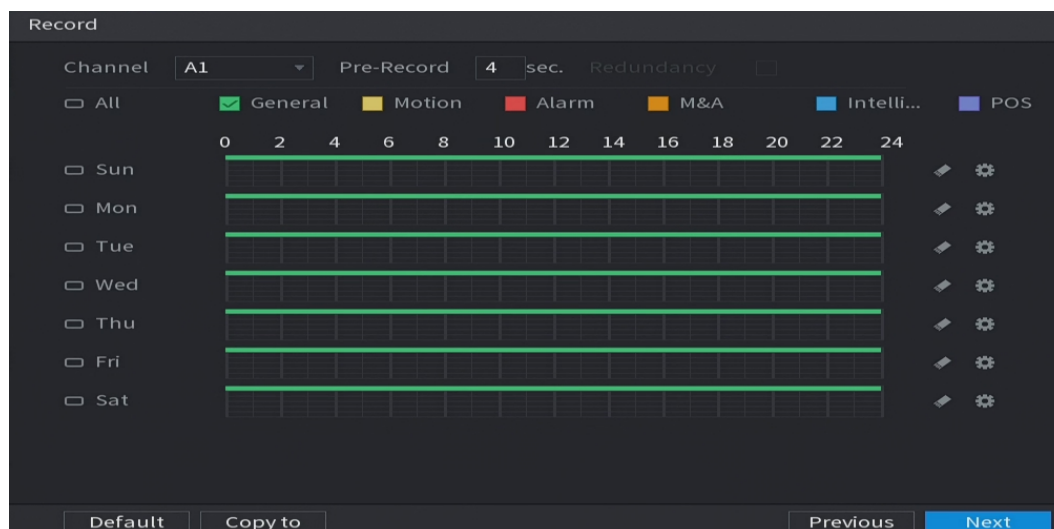 Record
Channel A1 Pre-Record 4 sec. Redundancy
All General Motion Alarm M&A Intelli... POS
0 2 4 6 8 10 12 14 16 18 20 22 24
Sun
Mon
Tue
Wed
Thu
Fri
Sat
Default Copy to Previous Next